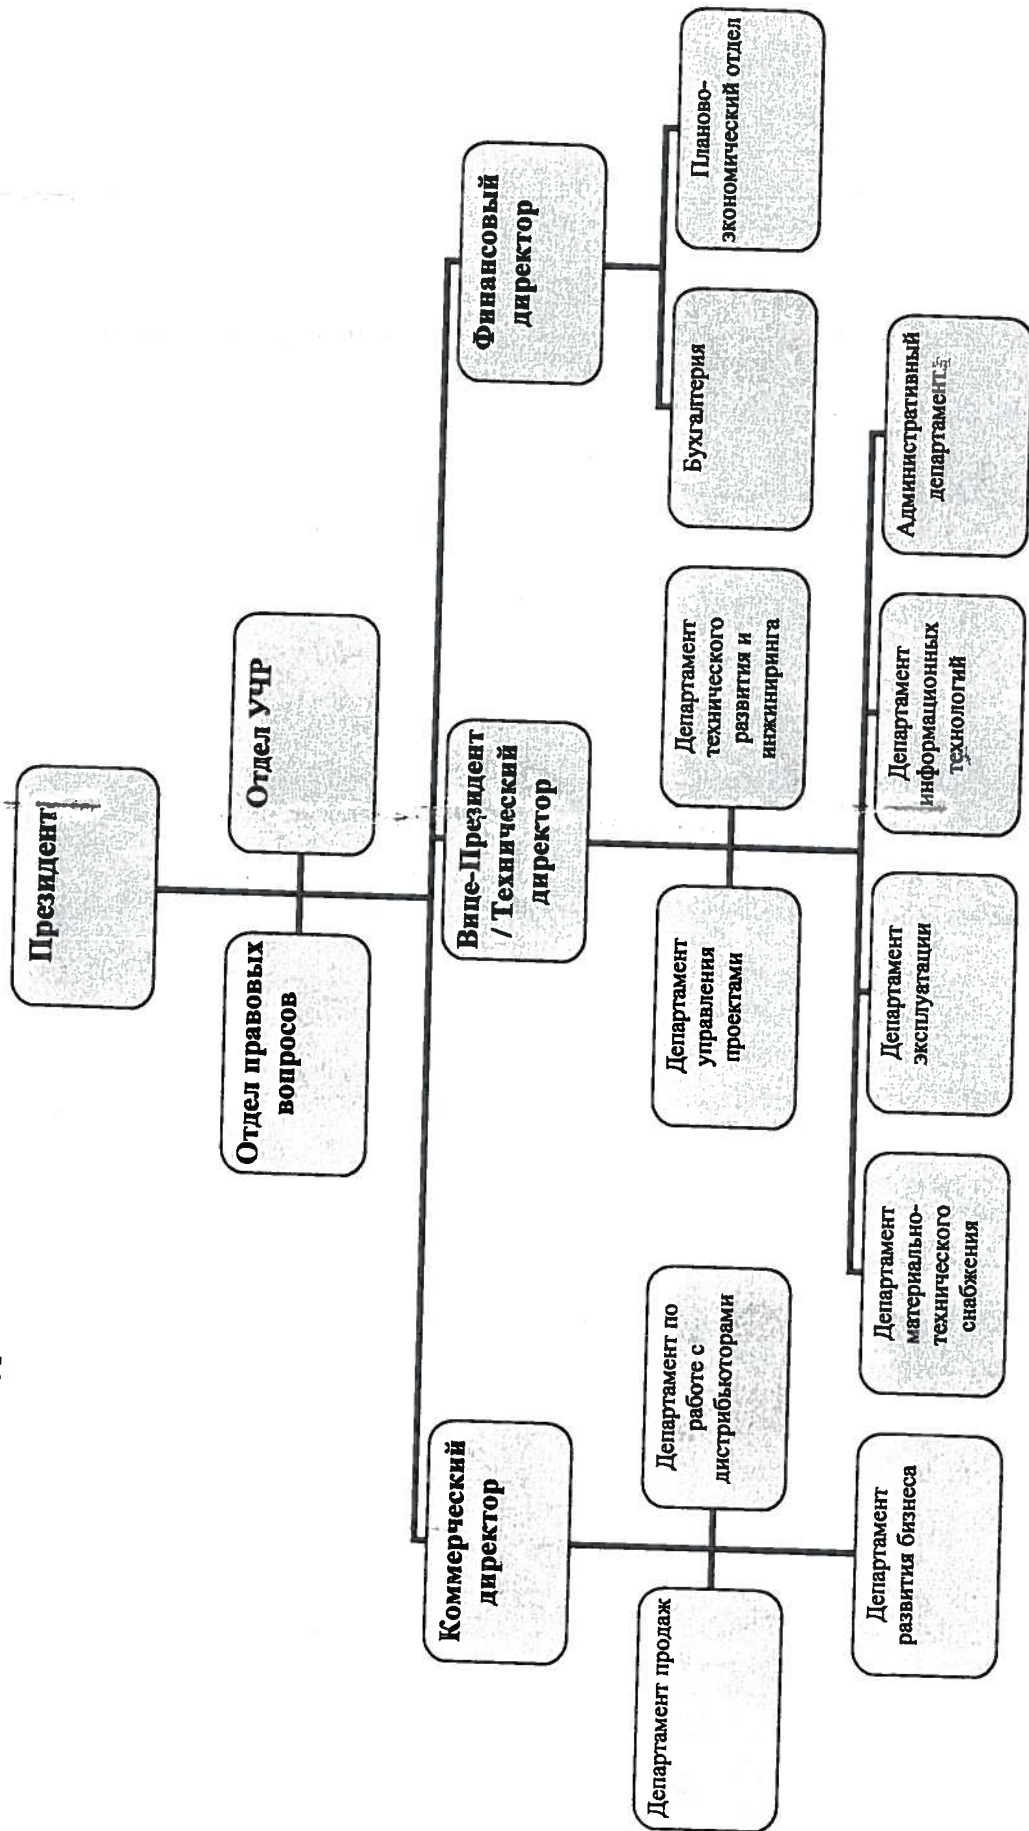 Президент
Отдел правовых
вопросов
Отдел УЧР
Коммерческий
директор
Вице-Президент
/ Технический
директор
Финансовый
директор
Департамент продаж
Департамент по
работе с
дистрибьюторами
Департамент
развития бизнеса
Департамент
управления
проектами
Департамент
технического
развития и
инжиниринга
Департамент
материально-
технического
снабжения
Департамент
эксплуатации
Департамент
информационных
технологий
Административный
департамент
Бухгалтерия
Планово-
экономический отдел